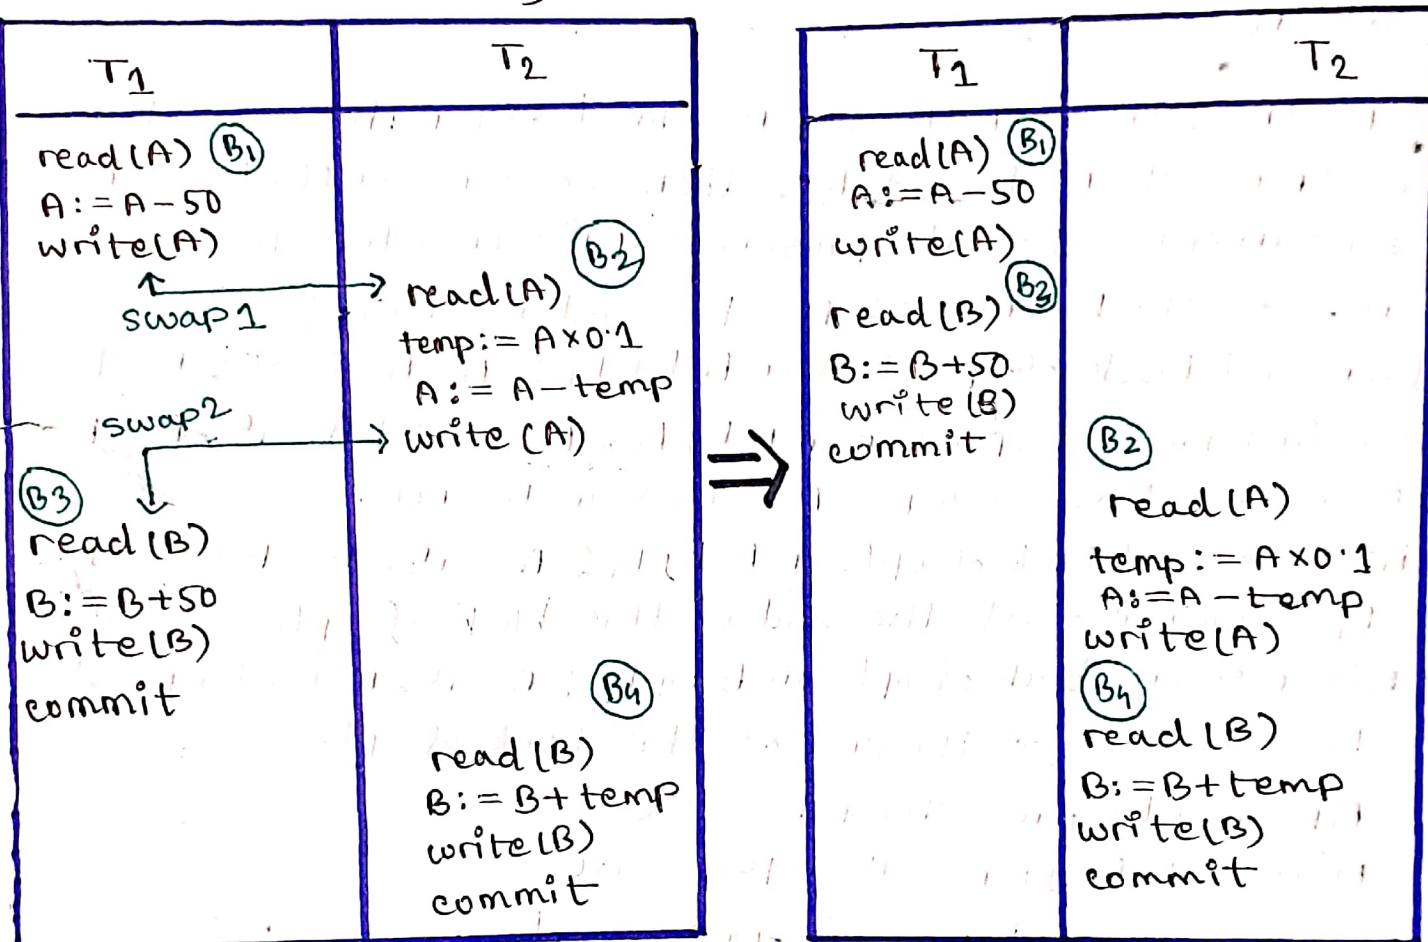 T1
T2
read(A) B1
A:=A-50
write(A)
swap1
B2
read(A)
temp:= A×0.1
A:= A-temp
write(A)
swap2
B3
read(B)
B:=B+50
write(B)
commit
B4
read(B)
B:=B+temp
write(B)
commit
⇒
T1
T2
read(A) B1
A:=A-50
write(A)
read(B) B3
B:=B+50
write(B)
commit
B2
read(A)
temp:=A×0.1
A:=A-temp
write(A)
B4
read(B)
B:=B+temp
write(B)
commit